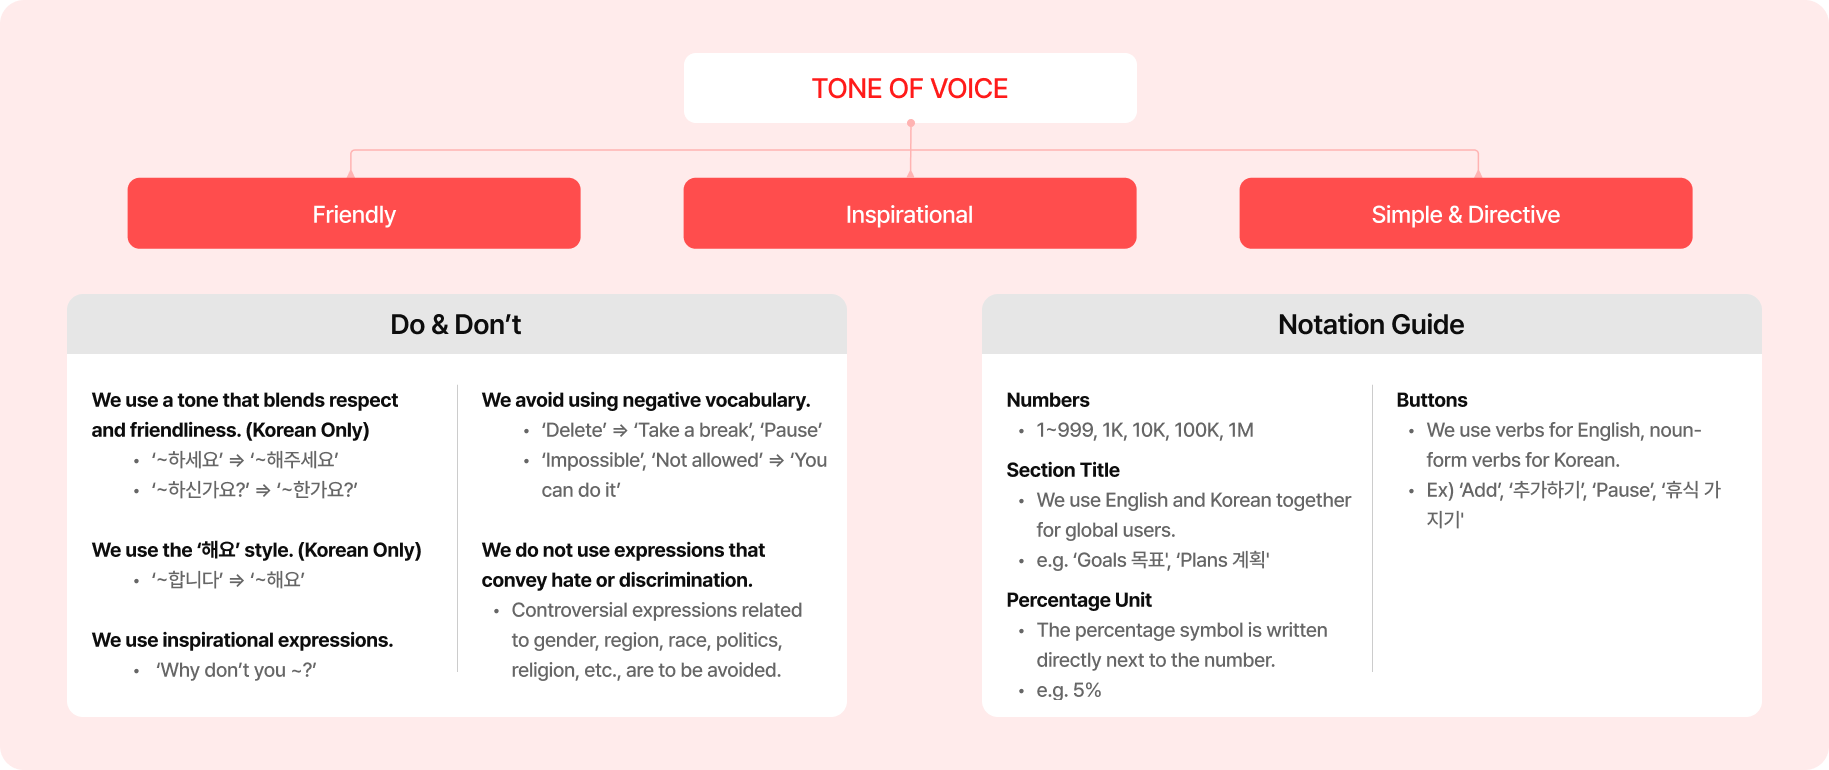 TONE OF VOICE
Friendly
Inspirational
Simple & Directive
Do & Don’t
We use a tone that blends respect
and friendliness. (Korean Only)
• ‘~하세요’ ⇒ ‘~해주세요’
• ‘~하신가요?’ ⇒ ‘~한가요?’
We use the ‘해요’ style. (Korean Only)
• ‘~합니다’ ⇒ ‘~해요’
We use inspirational expressions.
• ‘Why don’t you ~?’
We avoid using negative vocabulary.
• ‘Delete’ ⇒ ‘Take a break’, ‘Pause’
• ‘Impossible’, ‘Not allowed’ ⇒ ‘You
can do it’
We do not use expressions that
convey hate or discrimination.
• Controversial expressions related
to gender, region, race, politics,
religion, etc., are to be avoided.
Notation Guide
Numbers
• 1~999, 1K, 10K, 100K, 1M
Section Title
• We use English and Korean together
for global users.
• e.g. ‘Goals 목표', ‘Plans 계획'
Percentage Unit
• The percentage symbol is written
directly next to the number.
• e.g. 5%
Buttons
• We use verbs for English, noun-
form verbs for Korean.
• Ex) ‘Add’, ‘추가하기’, ‘Pause’, ‘휴식 가
지기'